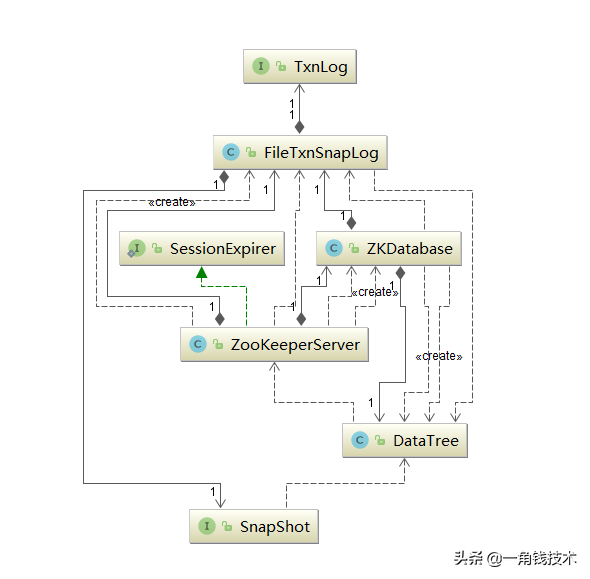 I TxnLog
1
1
C FileTxnSnapLog
1
«create»
1
1
I SessionExpirer
C ZKDatabase
1
1
1
«create»
1
C ZooKeeperServer
«create»
1
C DataTree
1
I SnapShot
头条 @一角钱技术